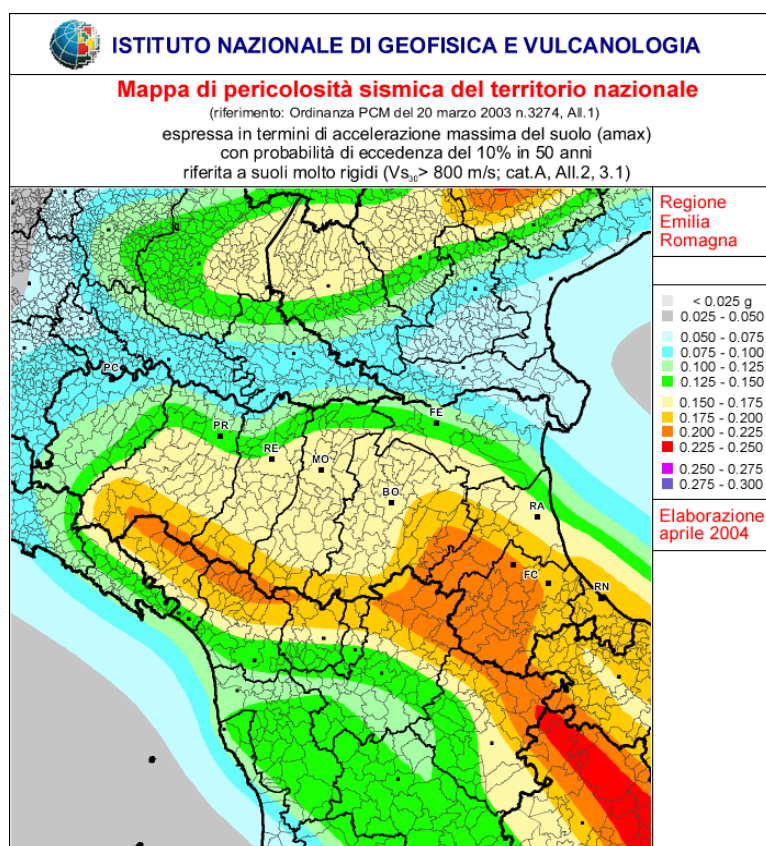 ISTITUTO NAZIONALE DI GEOFISICA E VULCANOLOGIA
Mappa di pericolosità sismica del territorio nazionale
(riferimento: Ordinanza PCM del 20 marzo 2003 n.3274, All.1)
espressa in termini di accelerazione massima del suolo (amax)
con probabilità di eccedenza del 10% in 50 anni
riferita a suoli molto rigidi (Vs30> 800 m/s; cat.A, All.2, 3.1)
Regione
Emilia
Romagna
< 0.025 g
0.025 - 0.050
0.050 - 0.075
0.075 - 0.100
0.100 - 0.125
0.125 - 0.150
0.150 - 0.175
0.175 - 0.200
0.200 - 0.225
0.225 - 0.250
0.250 - 0.275
0.275 - 0.300
Elaborazione
aprile 2004
PC
PR
FE
RE
MO
BO
RA
FC
RN